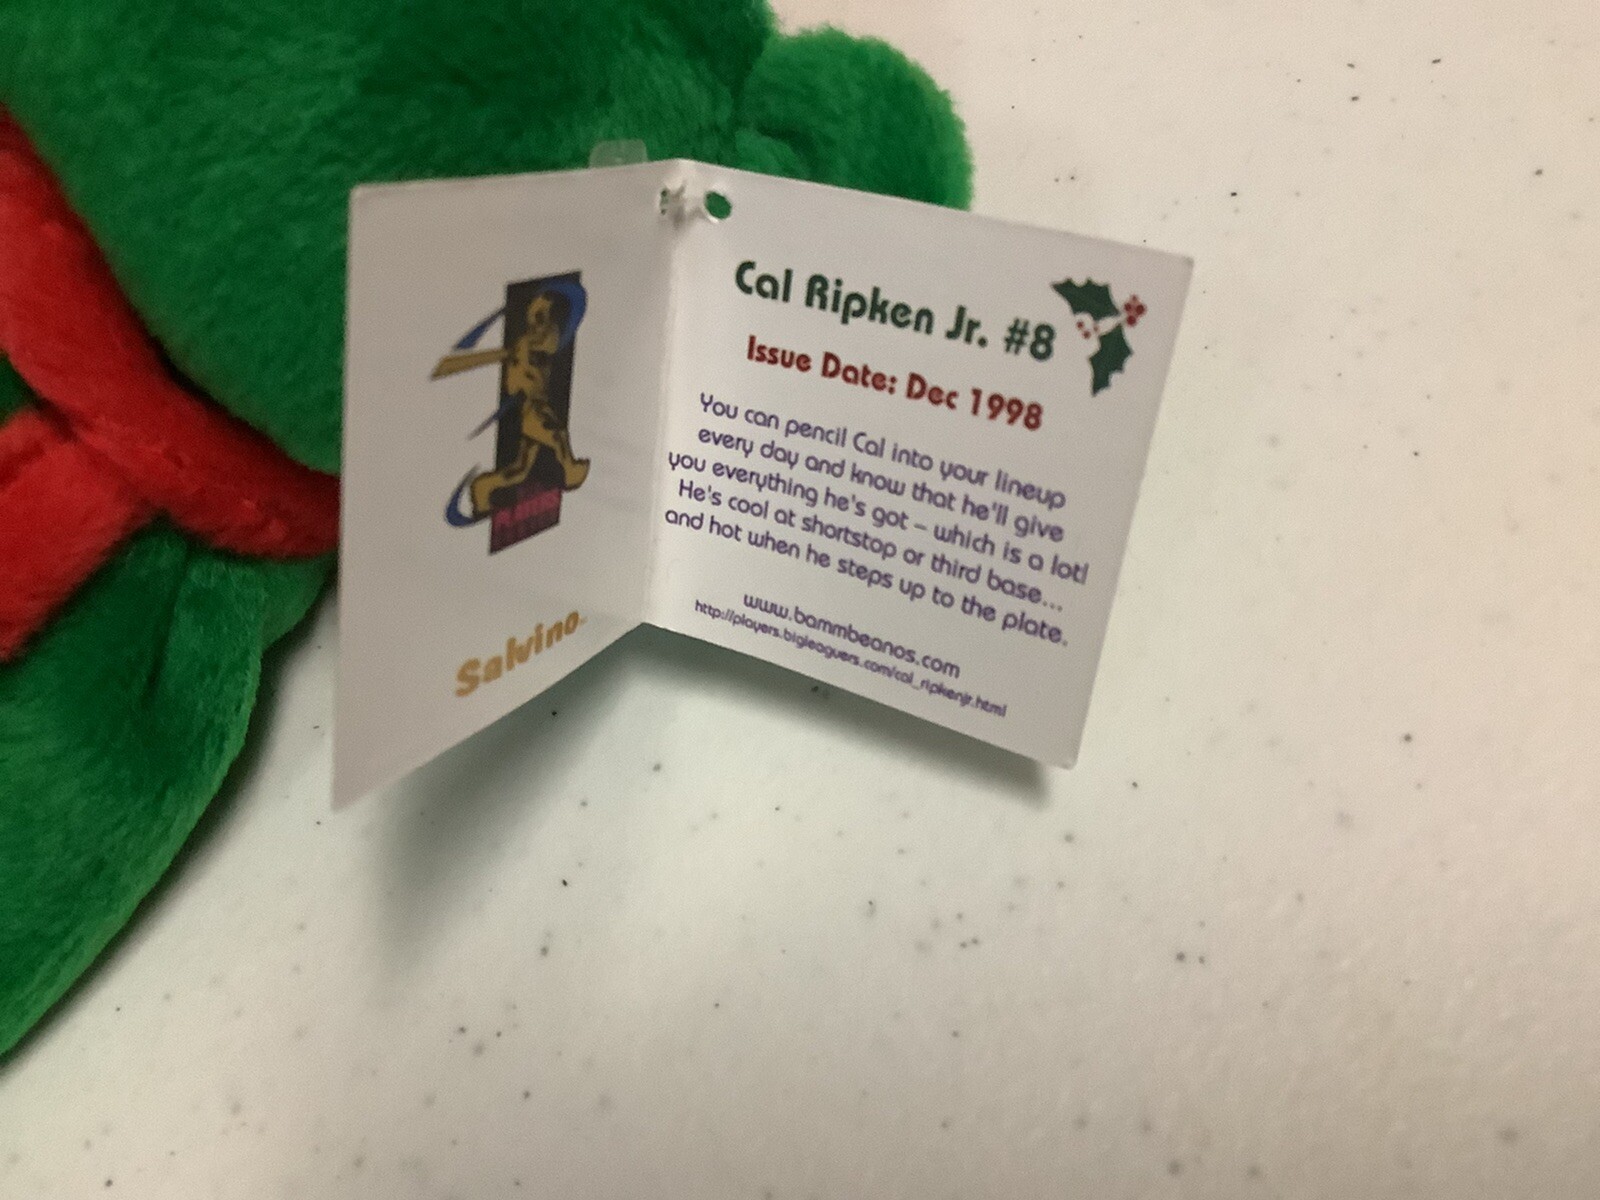 Salvino
Cal Ripken Jr. #8
Issue Date: Dec 1998
You can pencil Cal into your lineup
every day and know that he'll give
you everything he's got – which is a lot!
He's cool at shortstop or third base...
and hot when he steps up to the plate.
www.bammbeanos.com
http://players.bigleaguers.com/cal_ripkenjr.html